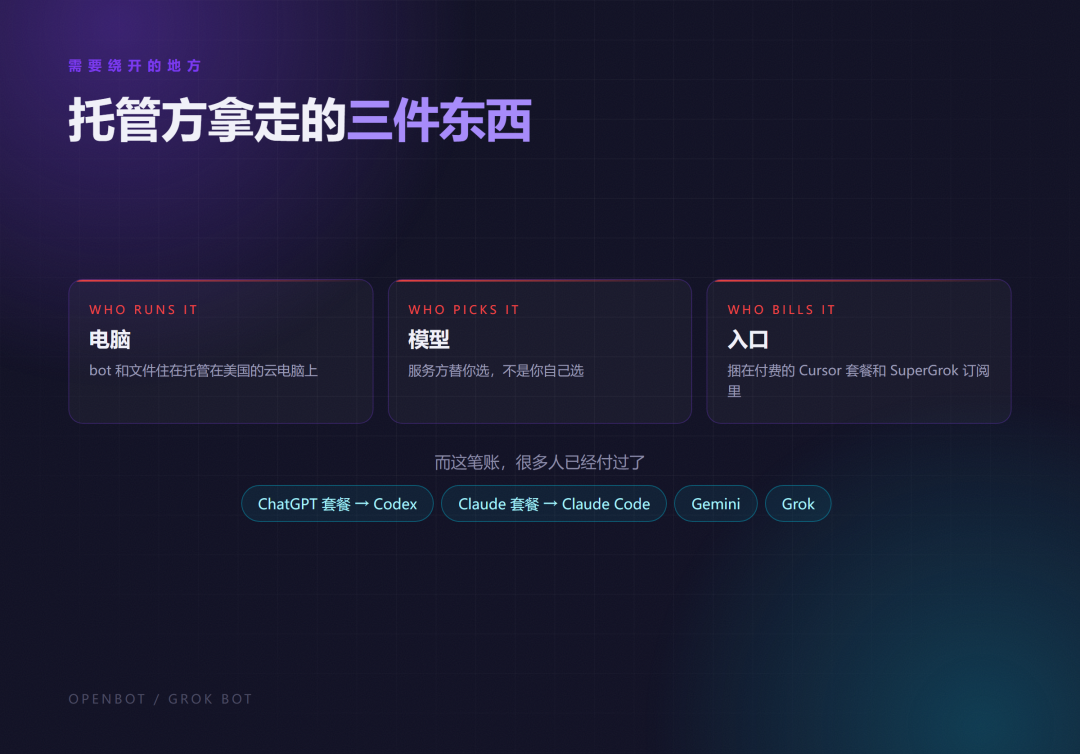 需要绕开的地方
托管方拿走的三件东西
WHO RUNS IT
电脑
bot 和文件住在托管在美国的云电脑上
WHO PICKS IT
模型
服务方替你选，不是你自己选
WHO BILLS IT
入口
捆在付费的 Cursor 套餐和 SuperGrok 订阅
里
而这笔账，很多人已经付过了
ChatGPT 套餐 → Codex
Claude 套餐 → Claude Code
Gemini
Grok
OPENBOT / GROK BOT